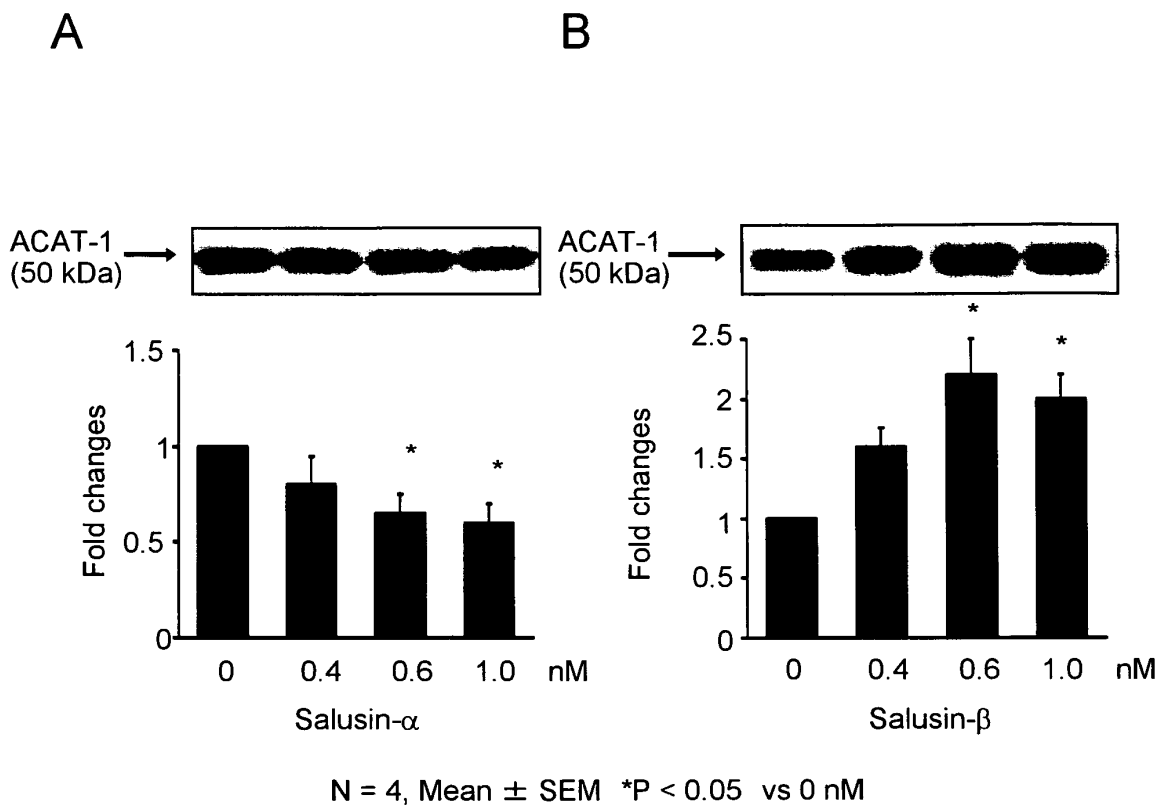 A
ACAT-1
(50 kDa)
1.5
1
0.5
0
Fold changes
*
*
0 0.4 0.6 1.0 nM
Salusin-α
B
ACAT-1
(50 kDa)
2.5
2
1.5
1
0.5
0
Fold changes
*
*
0 0.4 0.6 1.0 nM
Salusin-β
N = 4, Mean ± SEM *P < 0.05 vs 0 nM